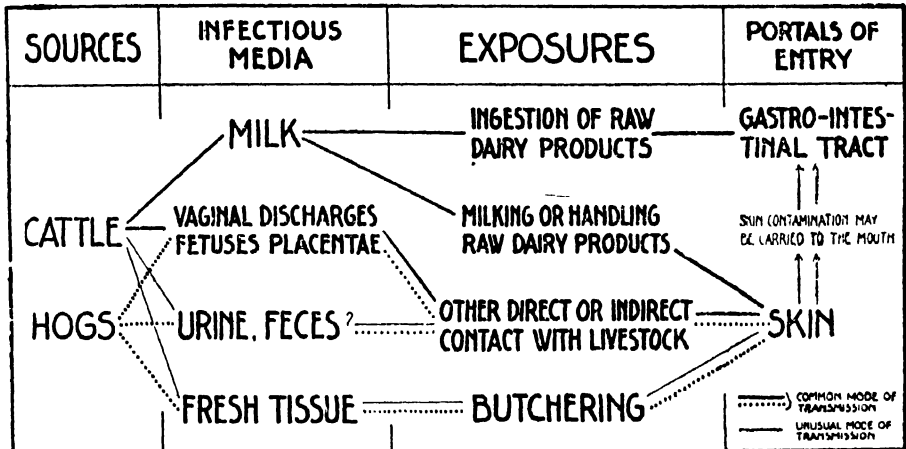 SOURCES
INFECTIOUS
MEDIA
EXPOSURES
PORTALS OF
ENTRY
MILK
INGESTION OF RAW
DAIRY PRODUCTS
GASTRO-INTES-
TINAL TRACT
CATTLE
VAGINAL DISCHARGES
FETUSES PLACENTAE
MILKING OR HANDLING
RAW DAIRY PRODUCTS
SKIN CONTAMINATION MAY
BE CARRIED TO THE MOUTH
HOGS
URINE, FECES?
OTHER DIRECT OR INDIRECT
CONTACT WITH LIVESTOCK
SKIN
FRESH TISSUE
BUTCHERING
COMMON MODE OF
TRANSMISSION
UNUSUAL MODE OF
TRANSMISSION